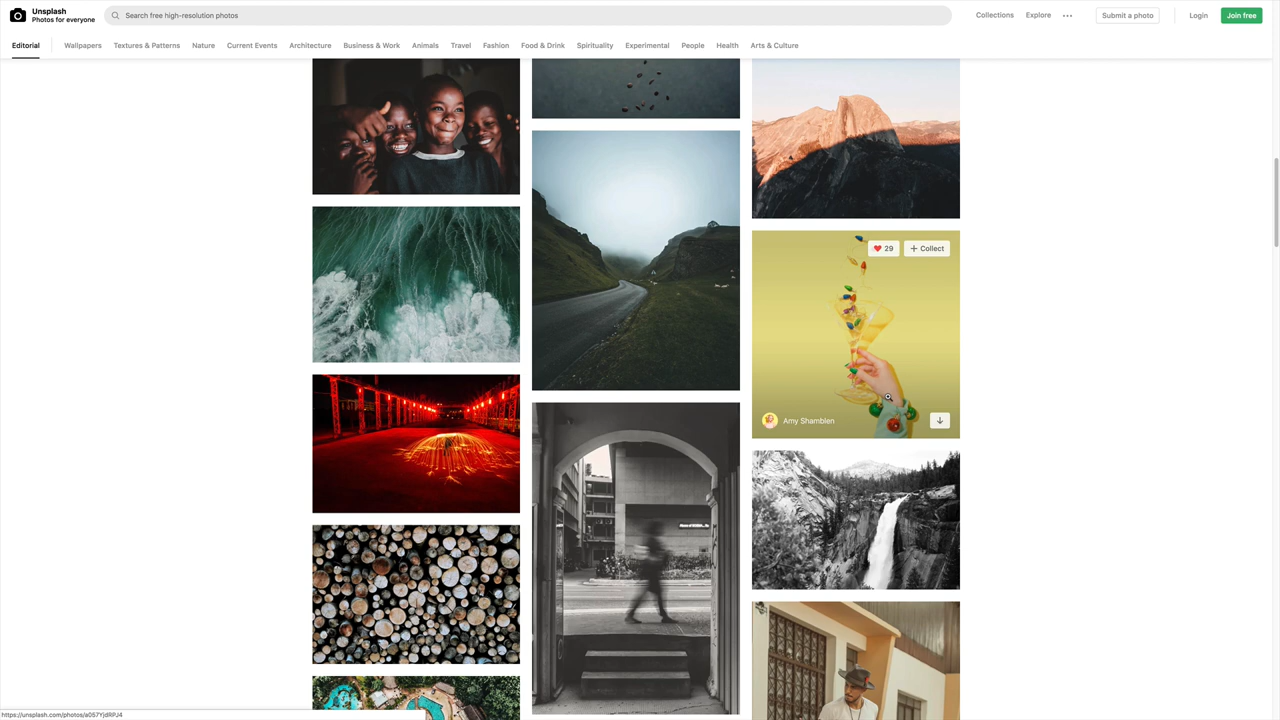 Unsplash
Photos for everyone
Search free high-resolution photos
Collections Explore ••• Submit a photo Login Join free
Editorial Wallpapers Textures & Patterns Nature Current Events Architecture Business & Work Animals Travel Fashion Food & Drink Spirituality Experimental People Health Arts & Culture
29 + Collect
Amy Shamblen
https://unsplash.com/photos/a057YjdRPJ4